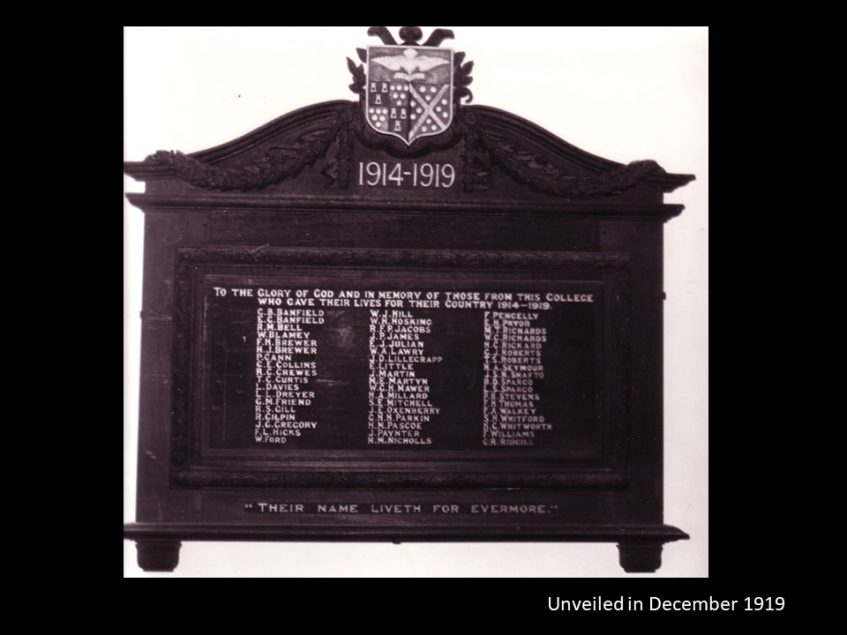 1914-1919
TO THE GLORY OF GOD AND IN MEMORY OF THOSE FROM THIS COLLEGE
WHO GAVE THEIR LIVES FOR THEIR COUNTRY 1914-1919.
G.B. BANFIELD
E.C. BANFIELD
R.M. BELL
W. BLAMEY
F.H. BREWER
H.J. BREWER
P. CANN
C.E. COLLINS
N.C. CREWES
T.C. CURTIS
L. DAVIES
L.L. DREYER
G.M. FRIEND
R.S. GILL
R. GILPIN
J.G. GREGORY
F.L. HICKS
W. FORD
W.J. HILL
W.H. HOSKING
R.F.P. JACOBS
J.P. JAMES
E.J. JULIAN
W.A. LAWRY
J.D. LILLECRAPP
E. LITTLE
J. MARTIN
M.E. MARTYN
W.G.H. MAWER
H.A. MILLARD
S.E. MITCHELL
J.E. OXENBERRY
G.N.H. PARKIN
H.M. PASCOE
J. PAYNTER
H.M. NICHOLLS
F. PENGELLY
PRYOR
RICHARDS
W.C. RICHARDS
H.C. RICKARD
C.J. ROBERTS
ROBERTS
H.A. SEYMOUR
SHAFTO
SPARGO
SPARGO
STEVENS
THOMAS
WALKEY
WHITFORD
H.C. WHITWORTH
F. WILLIAMS
RIDGILL
"THEIR NAME LIVETH FOR EVERMORE."
Unveiled in December 1919